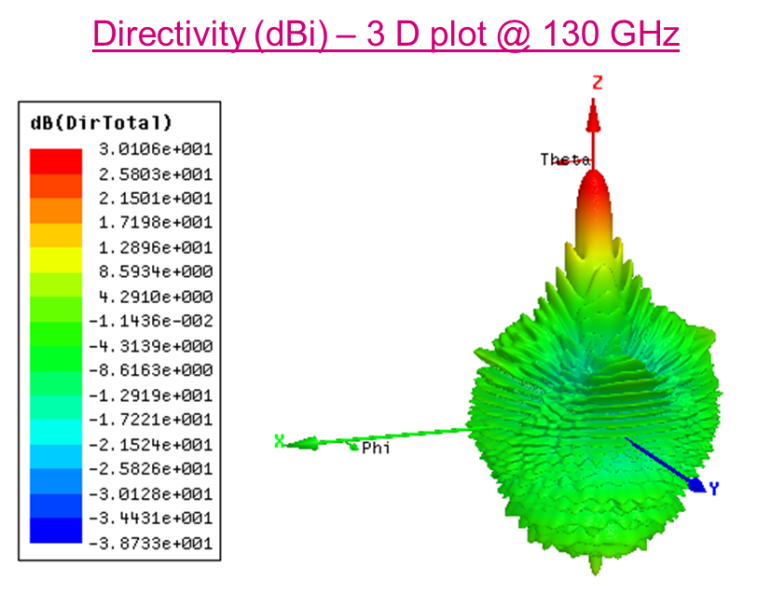 Directivity (dBi) – 3 D plot @ 130 GHz
Z
dB(DirTotal)
3.0106e+001
Theta
2.5803e+001
2.1501e+001
1.7198e+001
1.2896e+001
8.5934e+000
4.2910e+000
-1.1436e-002
-4.3139e+000
-8.6163e+000
-1.2919e+001
-1.7221e+001
-2.1524e+001
-2.5826e+001
-3.0128e+001
-3.4431e+001
-3.8733e+001
X
Phi
Y